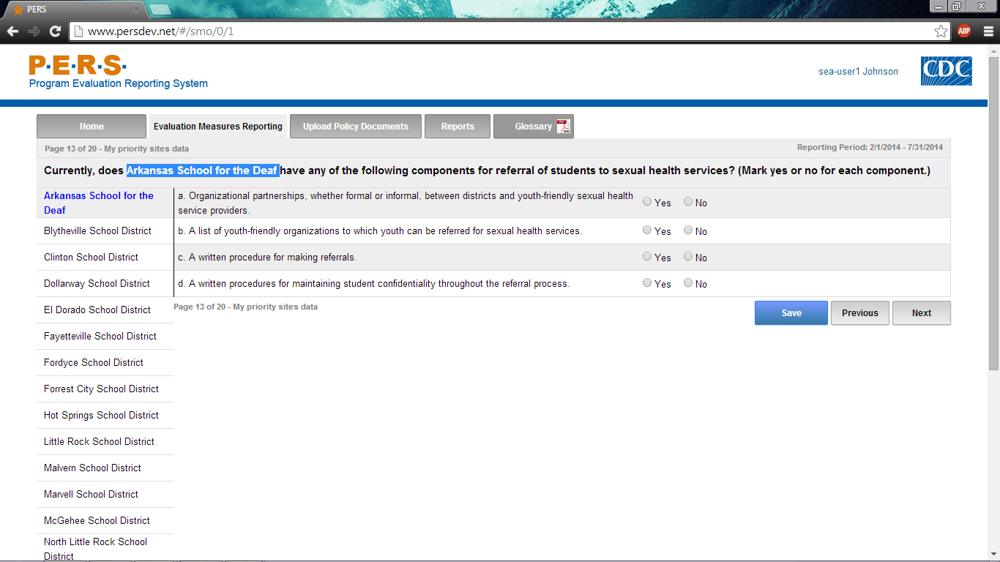 PERS
www.persdev.net/#/smo/0/1
ABP
P·E·R·S·
Program Evaluation Reporting System
sea-user1 Johnson
CDC
Home
Evaluation Measures Reporting
Upload Policy Documents
Reports
Glossary
Page 13 of 20 - My priority sites data
Reporting Period: 2/1/2014 - 7/31/2014
Currently, does Arkansas School for the Deaf have any of the following components for referral of students to sexual health services? (Mark yes or no for each component.)
Arkansas School for the
Deaf
a. Organizational partnerships, whether formal or informal, between districts and youth-friendly sexual health
service providers.
Yes No
Blytheville School District
b. A list of youth-friendly organizations to which youth can be referred for sexual health services.
Yes No
Clinton School District
c. A written procedure for making referrals.
Yes No
Dollarway School District
d. A written procedures for maintaining student confidentiality throughout the referral process.
Yes No
El Dorado School District
Page 13 of 20 - My priority sites data
Save
Previous
Next
Fayetteville School District
Fordyce School District
Forrest City School District
Hot Springs School District
Little Rock School District
Malvern School District
Marvell School District
McGehee School District
North Little Rock School
District